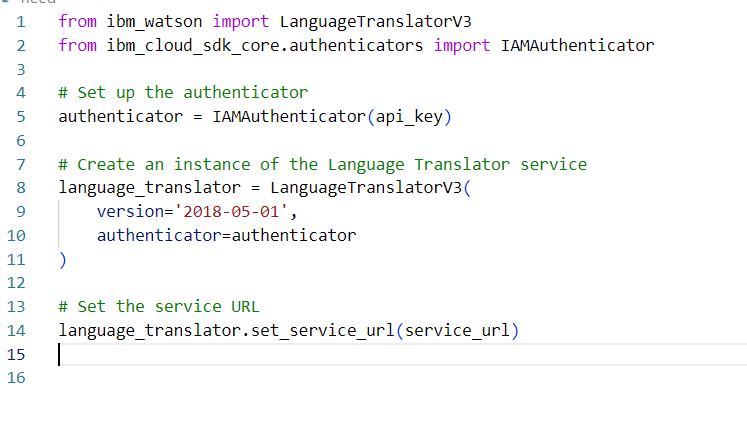 need
1 from ibm_watson import LanguageTranslatorV3
2 from ibm_cloud_sdk_core.authenticators import IAMAuthenticator
3
4 # Set up the authenticator
5 authenticator = IAMAuthenticator(api_key)
6
7 # Create an instance of the Language Translator service
8 language_translator = LanguageTranslatorV3(
9     version='2018-05-01',
10     authenticator=authenticator
11 )
12
13 # Set the service URL
14 language_translator.set_service_url(service_url)
15
16